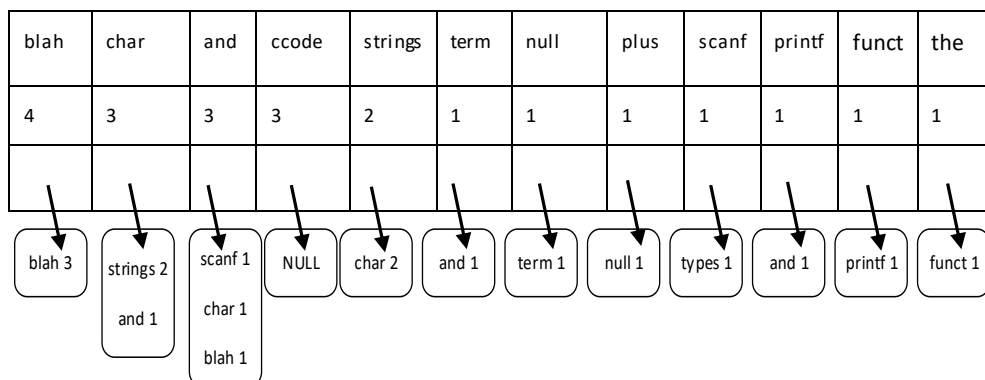 blah char and ccode strings term null plus scanf printf funct the
4 3 3 3 2 1 1 1 1 1 1 1
blah 3 strings 2 scanf 1 NULL char 2 and 1 term 1 null 1 types 1 and 1 printf 1 funct 1
and 1 char 1
blah 1